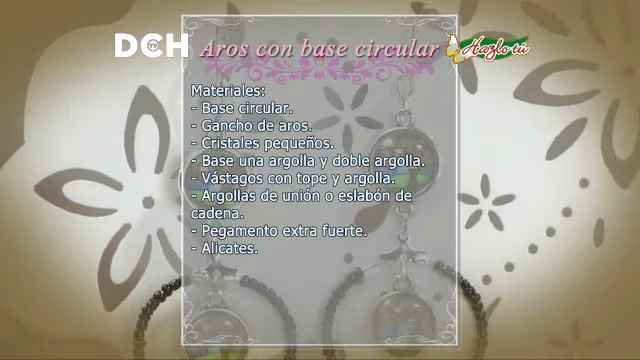 DCH Aros con base circular Hazlo tú
Materiales:
- Base circular.
- Gancho de aros.
- Cristales pequeños.
- Base una argolla y doble argolla.
- Vástagos con tope y argolla.
- Argollas de unión o eslabón de
cadena.
- Pegamento extra fuerte.
- Alicates.